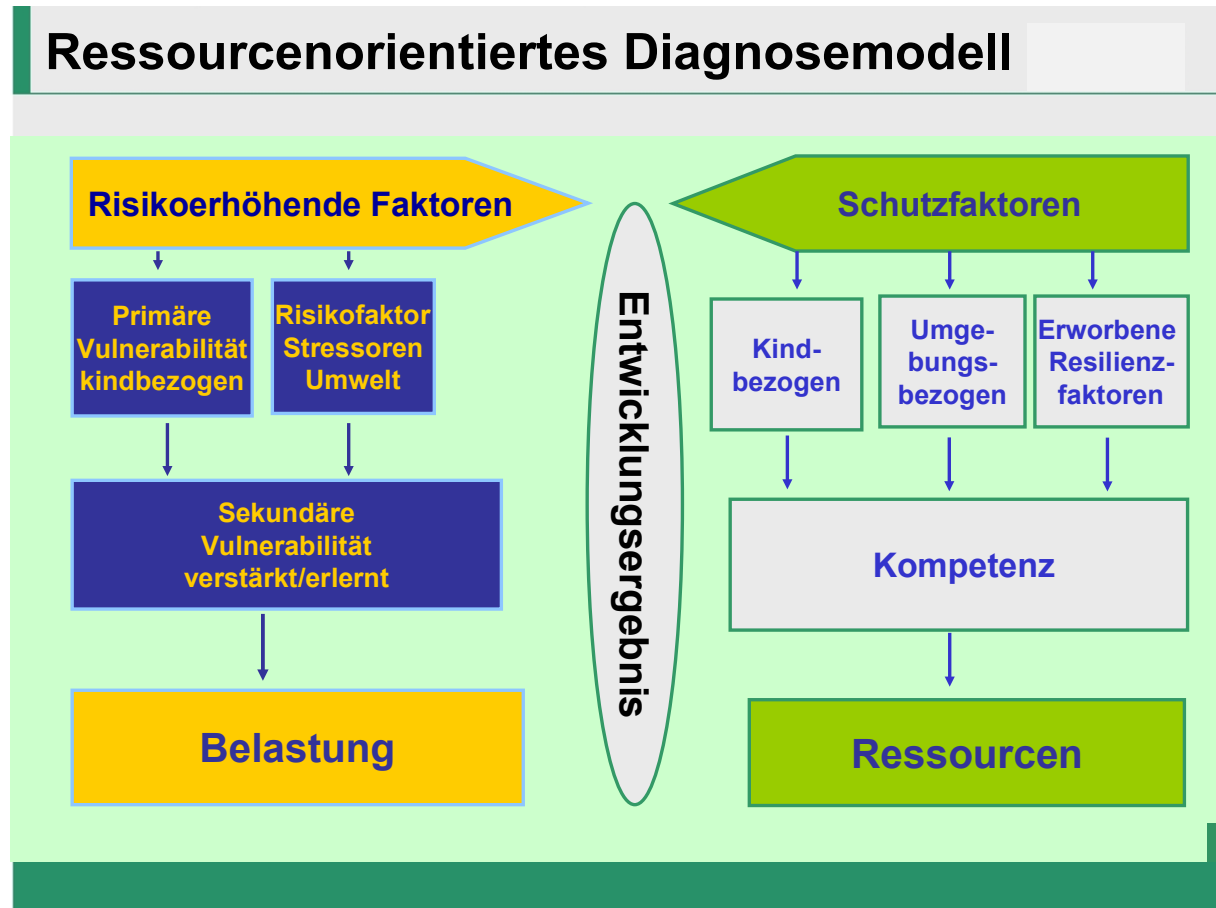 Ressourcenorientiertes Diagnosemodell
Risikoerhöhende Faktoren
Primäre
Vulnerabilität
kindbezogen
Risikofaktor
Stressoren
Umwelt
Sekundäre
Vulnerabilität
verstärkt/erlernt
Belastung
Entwicklungsergebnis
Schutzfaktoren
Kind-
bezogen
Umge-
bungs-
bezogen
Erworbene
Resilienz-
faktoren
Kompetenz
Ressourcen